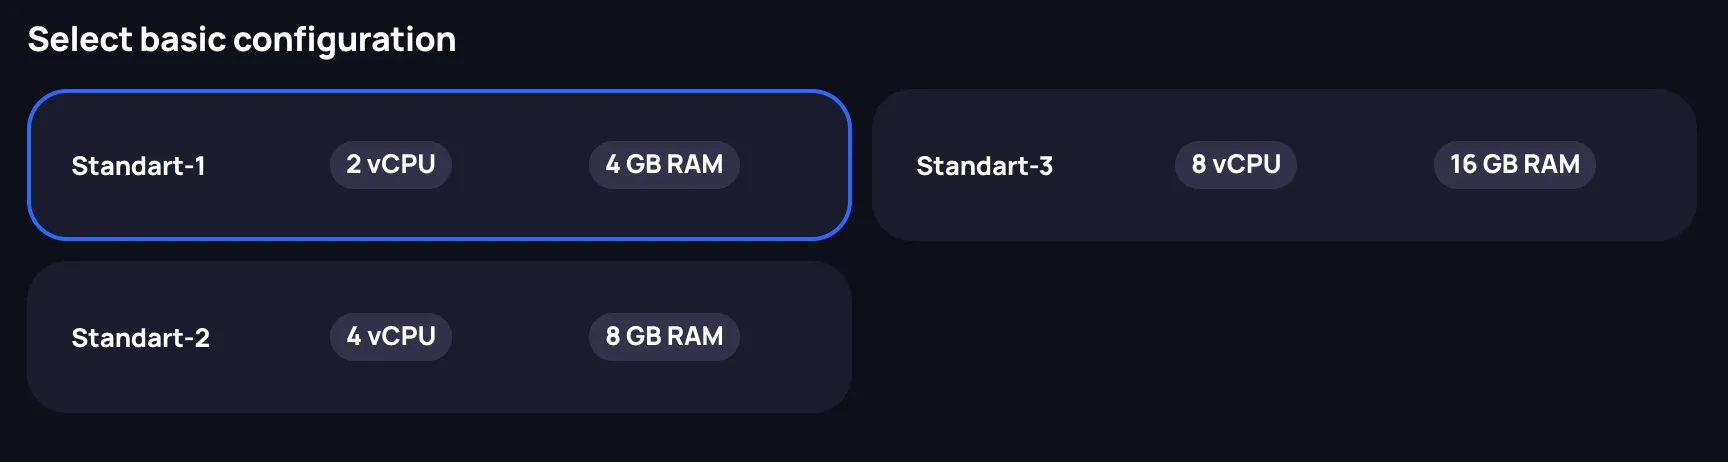 Select basic configuration
Standart-1 2 vCPU 4 GB RAM
Standart-3 8 vCPU 16 GB RAM
Standart-2 4 vCPU 8 GB RAM